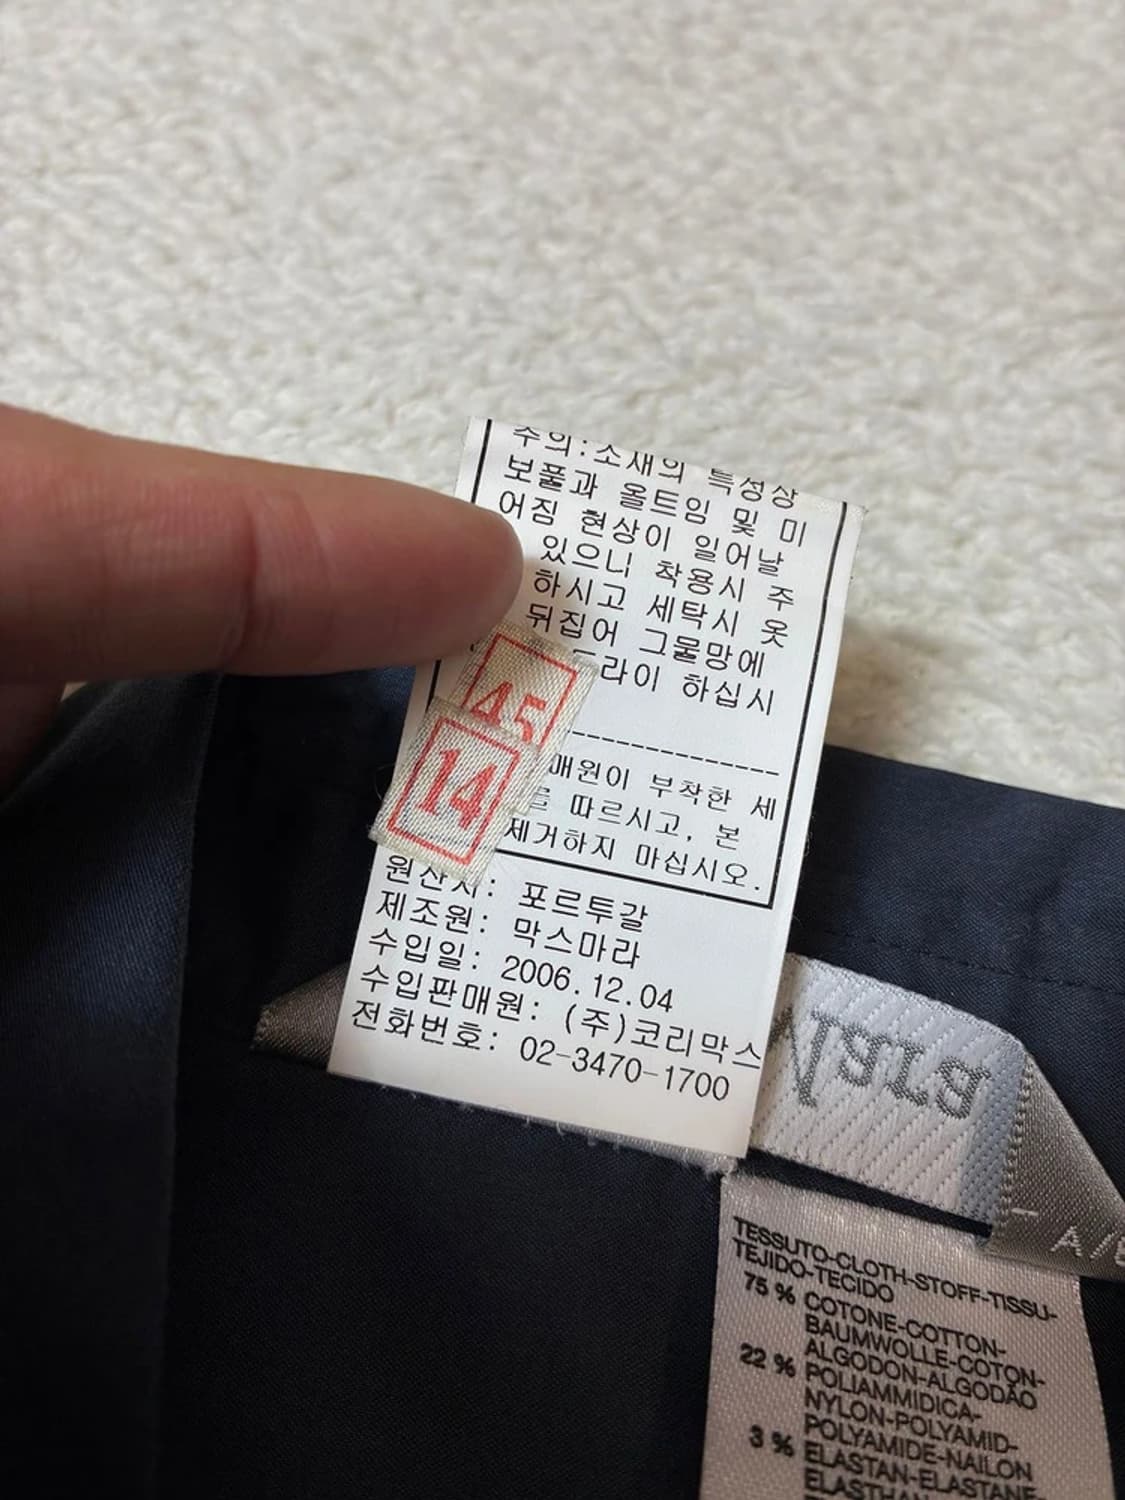 주의:소재의 특성상
보풀과 올트임 및 미
어짐 현상이 일어날
있으니 착용시 주
하시고 세탁시 옷
뒤집어 그물망에
드라이 하십시
매원이 부착한 세
를 따르시고, 본
제거하지 마십시오.
45
14
원산지: 포르투갈
제조원: 막스마라
수입일: 2006.12.04
수입판매원: (주)코리막스
전화번호: 02-3470-1700
A/E
TESSUTO-CLOTH-STOFF-TISSU-
TEJIDO-TECIDO
75 % COTONE-COTTON-
BAUMWOLLE-COTON-
ALGODON-ALGODÃO
22 % POLIAMMIDICA-
NYLON-POLYAMID-
POLYAMIDE-NAILON
3 % ELASTAN-ELASTANE
ELASTHAN-